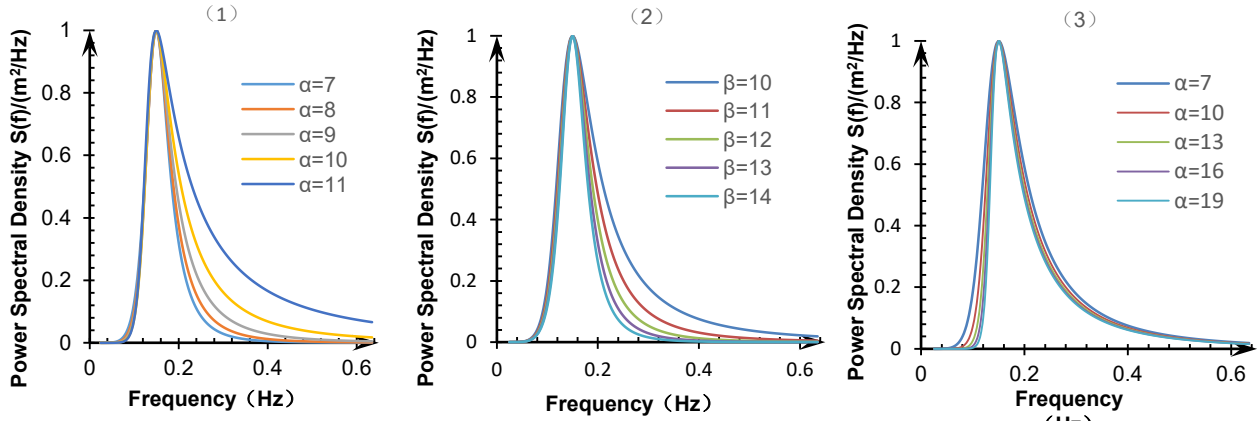 （1）
Power Spectral Density S(f)/(m²/Hz)
1
0.8
0.6
0.4
0.2
0
0
0.2
0.4
0.6
Frequency（Hz）
α=7
α=8
α=9
α=10
α=11
（2）
Power Spectral Density S(f)/(m²/Hz)
1
0.8
0.6
0.4
0.2
0
0
0.2
0.4
0.6
Frequency（Hz）
β=10
β=11
β=12
β=13
β=14
（3）
Power Spectral Density S(f)/(m²/Hz)
1
0.8
0.6
0.4
0.2
0
0
0.2
0.4
0.6
Frequency
（Hz）
α=7
α=10
α=13
α=16
α=19